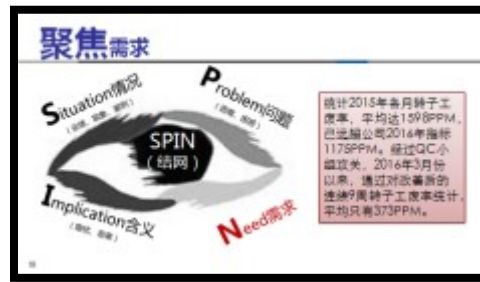 聚焦需求
Situation情况
Problem问题
SPIN
（结网）
Implication含义
Need需求
统计2015年各月转子工
废率，平均达1598PPM，
已远超公司2016年指标
1175PPM。经过QC小
组攻关，2016年3月份
以来，通过对改善后的
连续9周转子工废率统计，
平均只有373PPM。